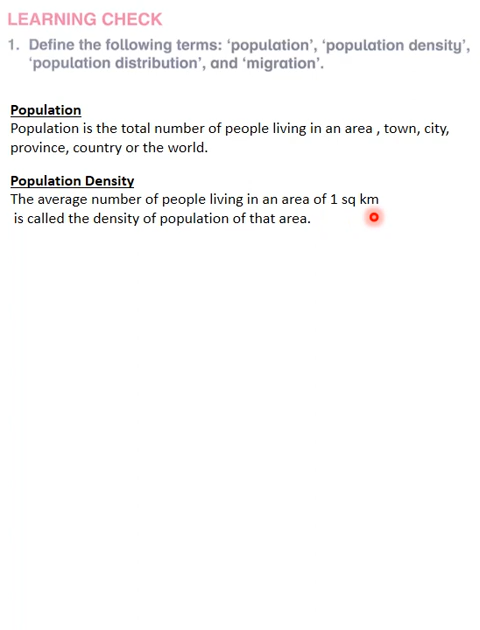 LEARNING CHECK
1. Define the following terms: ‘population’, ‘population density’,
‘population distribution’, and ‘migration’.
Population
Population is the total number of people living in an area , town, city,
province, country or the world.
Population Density
The average number of people living in an area of 1 sq km
is called the density of population of that area.